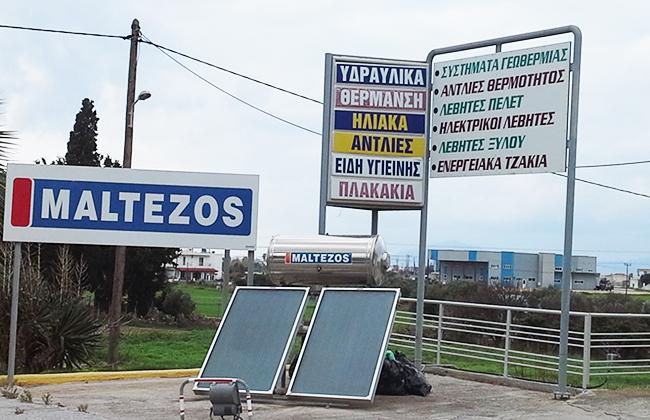 MALTEZOS
ΥΔΡΑΥΛΙΚΑ
ΘΕΡΜΑΝΣΗ
ΗΛΙΑΚΑ
ΑΝΤΛΙΕΣ
ΕΙΔΗ ΥΓΙΕΙΝΗΣ
ΠΛΑΚΑΚΙΑ
•ΣΥΣΤΗΜΑΤΑ ΓΕΩΘΕΡΜΙΑΣ
•ΑΝΤΛΙΕΣ ΘΕΡΜΟΤΗΤΟΣ
•ΛΕΒΗΤΕΣ ΠΕΛΕΤ
•ΗΛΕΚΤΡΙΚΟΙ ΛΕΒΗΤΕΣ
•ΛΕΒΗΤΕΣ ΞΥΛΟΥ
•ΕΝΕΡΓΕΙΑΚΑ ΤΖΑΚΙΑ
MALTEZOS